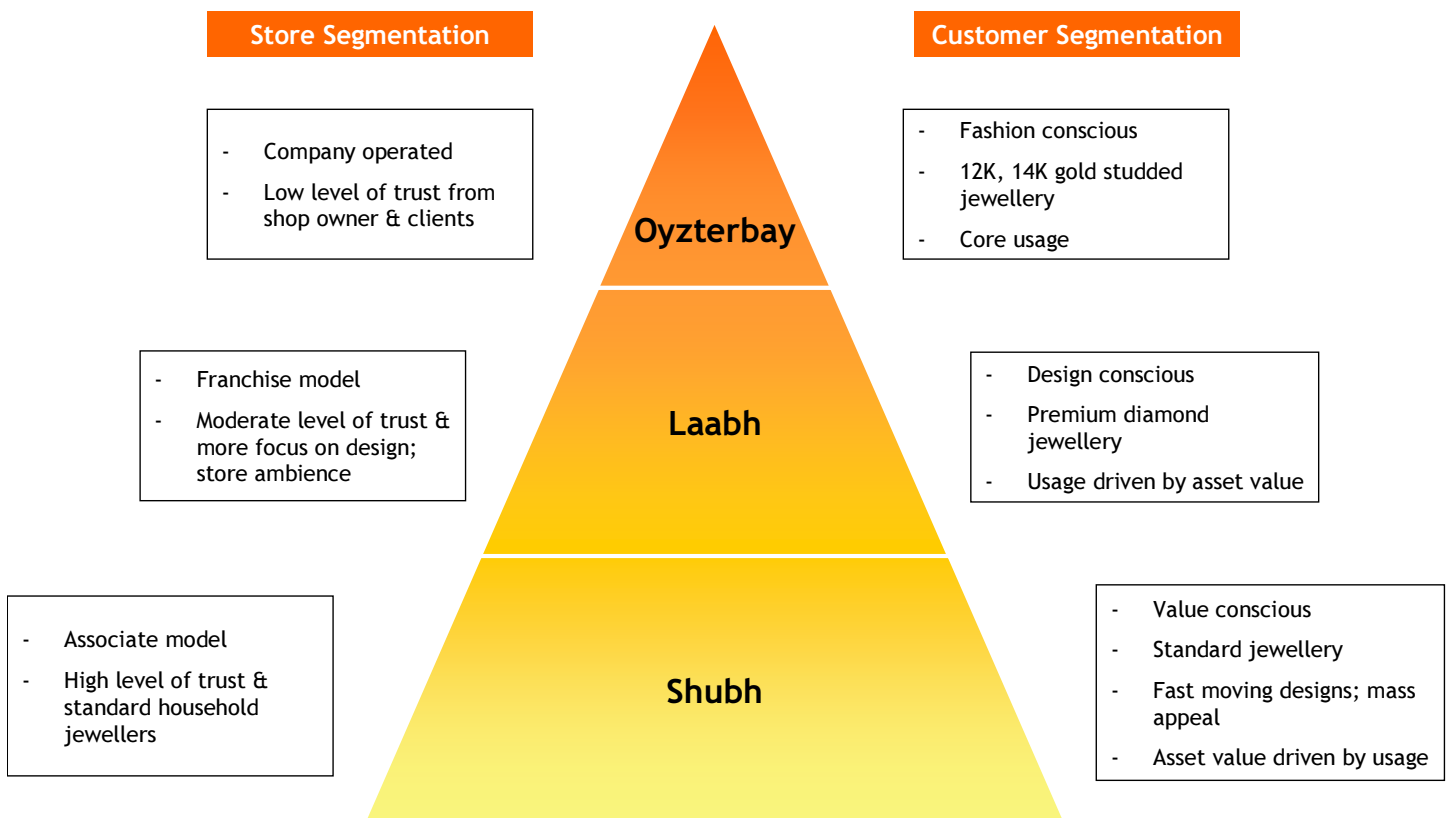 Store Segmentation
Customer Segmentation
- Company operated
- Low level of trust from
shop owner & clients
Oyzterbay
- Fashion conscious
- 12K, 14K gold studded
jewellery
- Core usage
- Franchise model
- Moderate level of trust &
more focus on design;
store ambience
Laabh
- Design conscious
- Premium diamond
jewellery
- Usage driven by asset value
- Associate model
- High level of trust &
standard household
jewellers
Shubh
- Value conscious
- Standard jewellery
- Fast moving designs; mass
appeal
- Asset value driven by usage